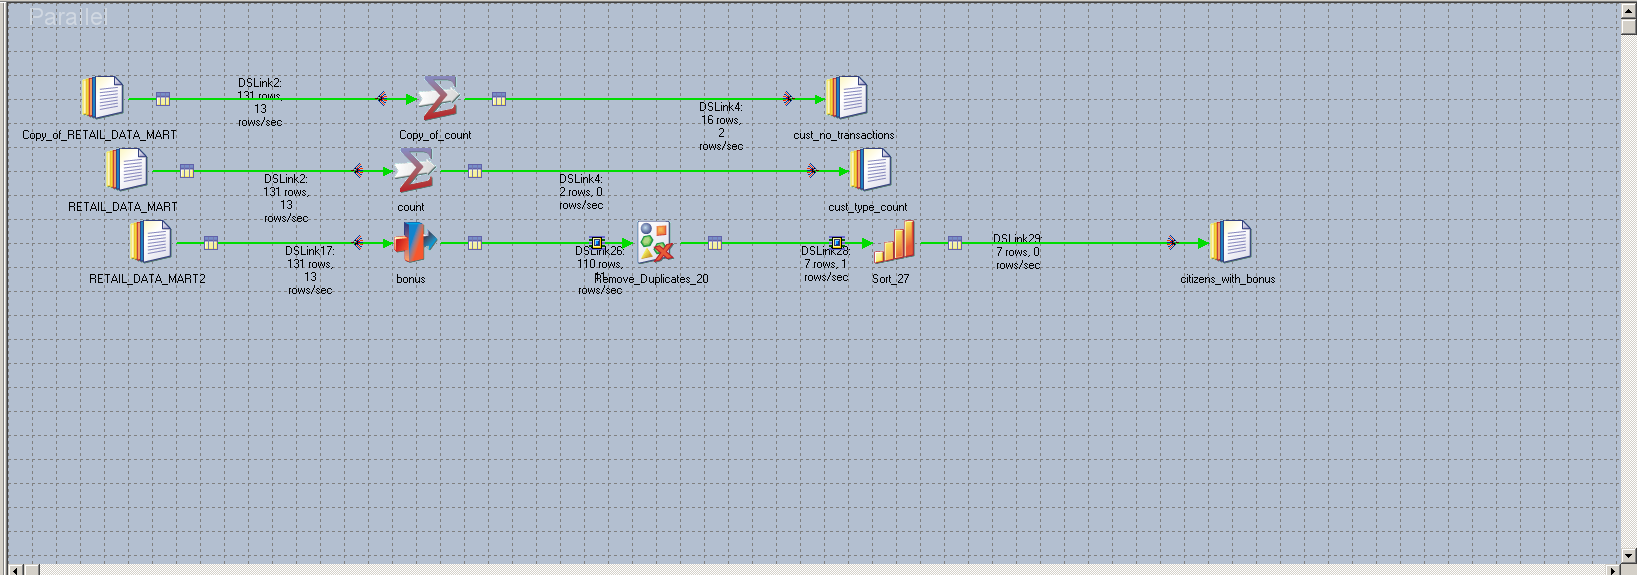 Parallel
DSLink2:
131 rows,
13
rows/sec
DSLink4:
16 rows,
2
rows/sec
Copy_of_RETAIL_DATA_MART
Copy_of_count
cust_no_transactions
DSLink2:
131 rows,
13
rows/sec
DSLink4:
2 rows, 0
rows/sec
RETAIL_DATA_MART
count
cust_type_count
DSLink17:
131 rows,
13
rows/sec
DSLink26:
110 rows,
11
rows/sec
DSLink28:
7 rows, 1
rows/sec
DSLink29:
7 rows, 0
rows/sec
RETAIL_DATA_MART2
bonus
Remove_Duplicates_20
Sort_27
citizens_with_bonus